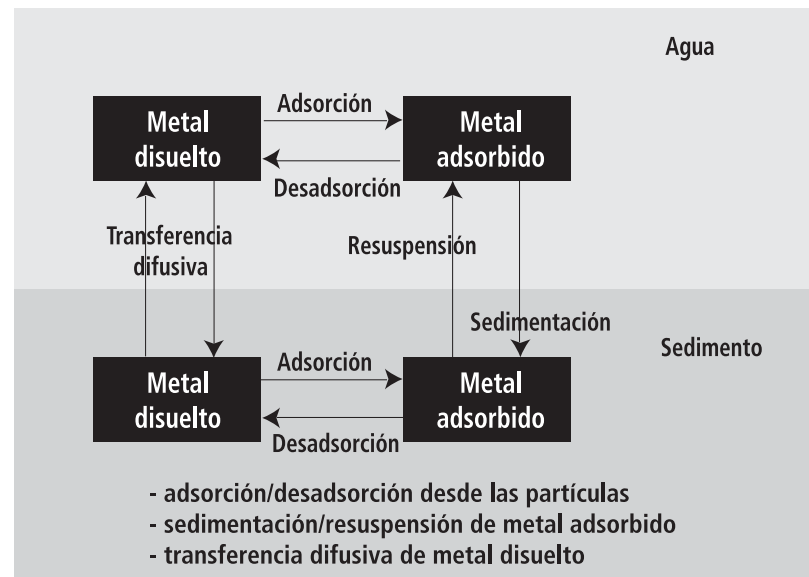 Agua
Metal
disuelto
Adsorción
Metal
adsorbido
Desadsorción
Transferencia
difusiva
Resuspensión
Sedimentación
Sedimento
Metal
disuelto
Adsorción
Metal
adsorbido
Desadsorción
- adsorción/desadsorción desde las partículas
- sedimentación/resuspensión de metal adsorbido
- transferencia difusiva de metal disuelto